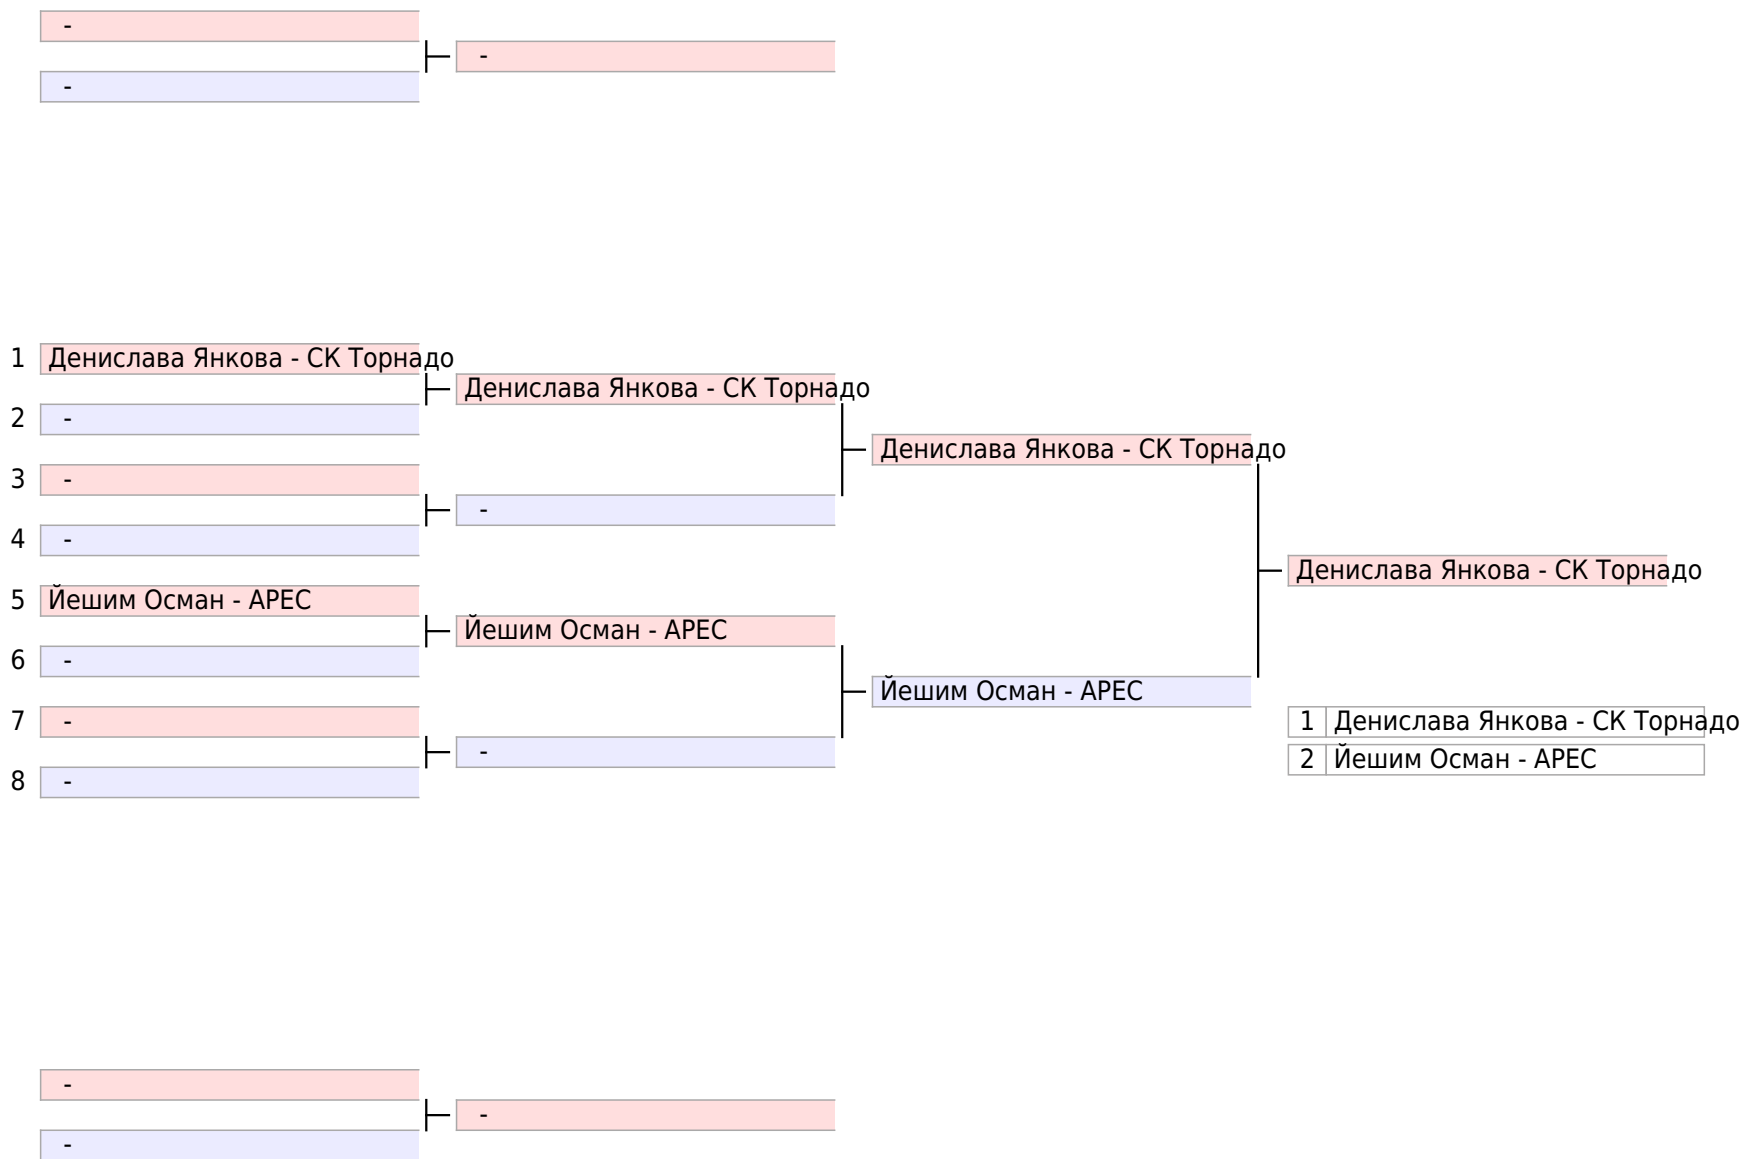 -
-
-
1 Денислава Янкова - СК Торнадо
Денислава Янкова - СК Торнадо
2 -
Денислава Янкова - СК Торнадо
3 -
-
4 -
Денислава Янкова - СК Торнадо
5 Йешим Осман - АРЕС
Йешим Осман - АРЕС
6 -
Йешим Осман - АРЕС
7 -
1 Денислава Янкова - СК Торнадо
-
2 Йешим Осман - АРЕС
8 -
-
-
-